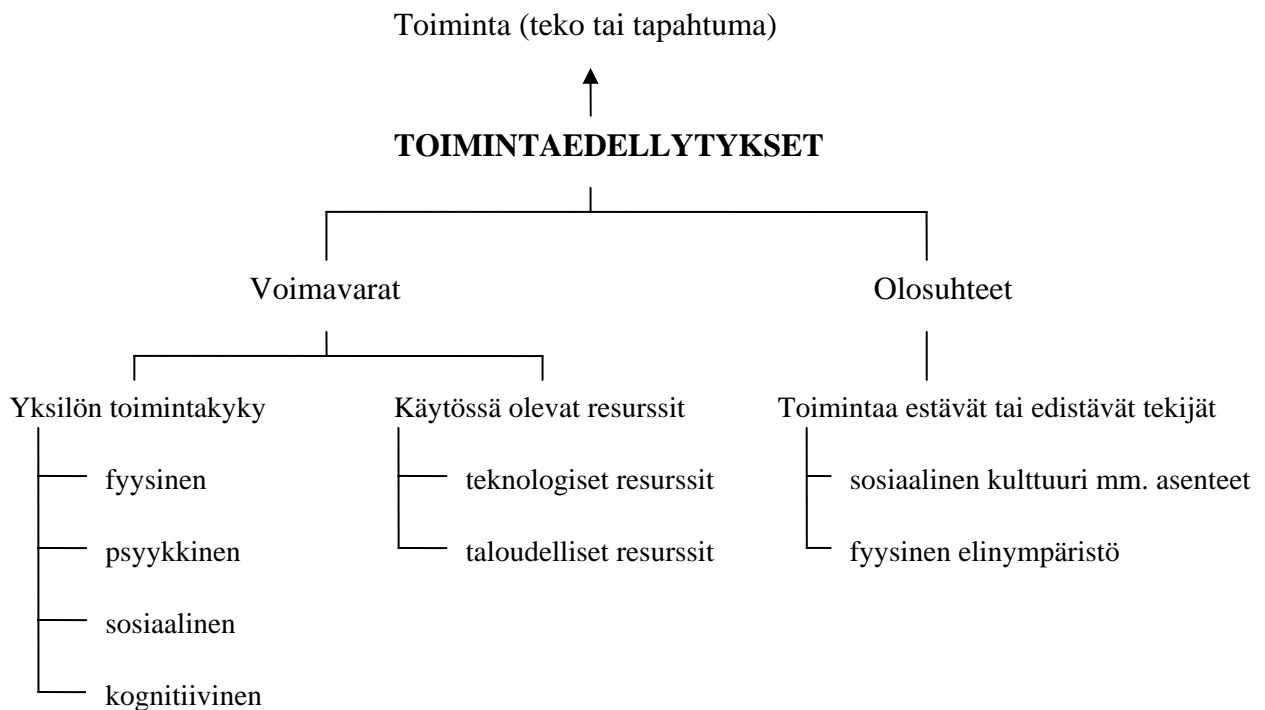 Toiminta (teko tai tapahtuma)
TOIMINTAEDELLYTYKSET
Voimavarat
Olosuhteet
Yksilön toimintakyky
Käytössä olevat resurssit
Toimintaa estävät tai edistävät tekijät
fyysinen
teknologiset resurssit
sosiaalinen kulttuuri mm. asenteet
psyykkinen
taloudelliset resurssit
fyysinen elinympäristö
sosiaalinen
kognitiivinen